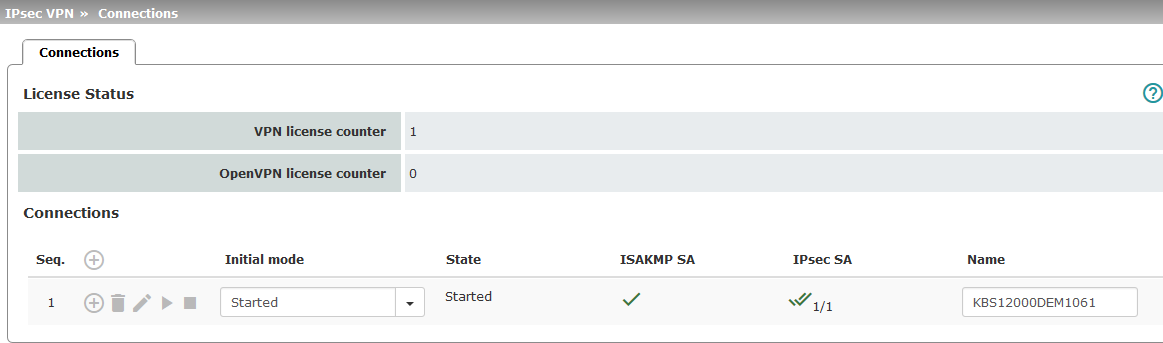 IPsec VPN » Connections
Connections
License Status
VPN license counter 1
OpenVPN license counter 0
Connections
Seq. Initial mode State ISAKMP SA IPsec SA Name
1 Started Started 1/1 KBS12000DEM1061